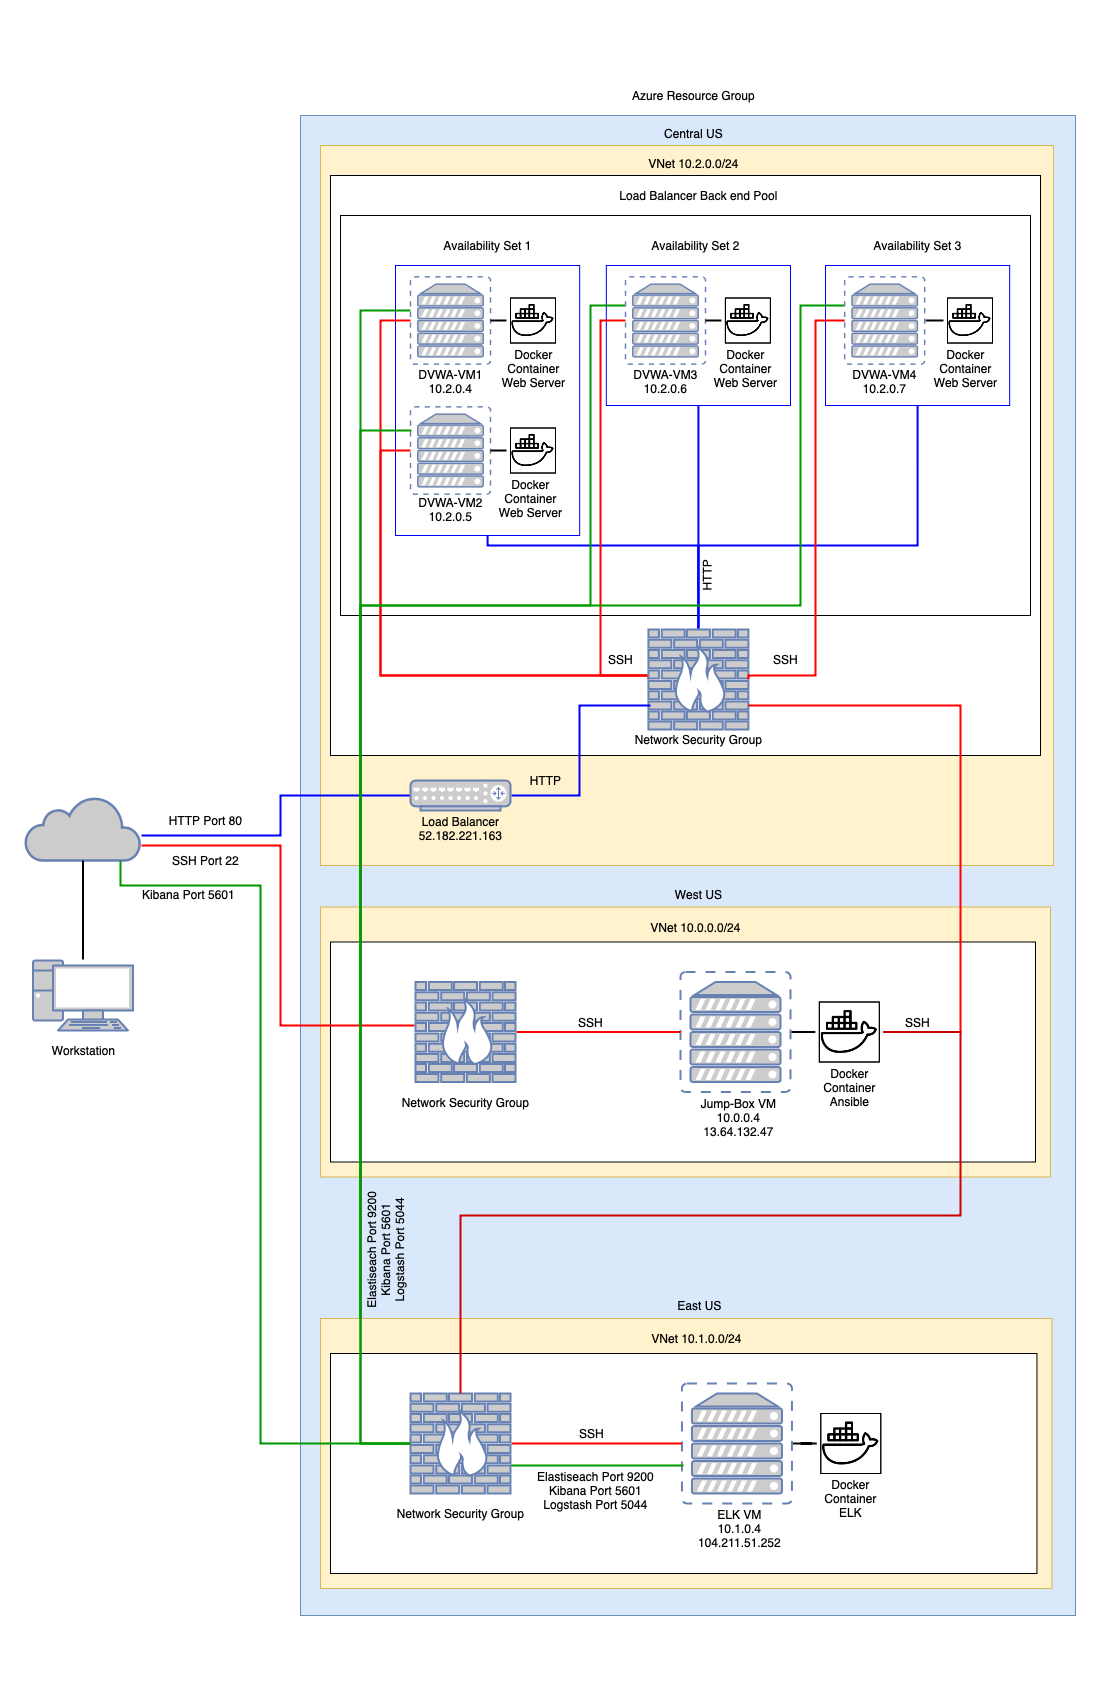 Azure Resource Group
Central US
VNet 10.2.0.0/24
Load Balancer Back end Pool
Availability Set 1
Availability Set 2
Availability Set 3
DVWA-VM1
10.2.0.4
Docker
Container
Web Server
DVWA-VM3
10.2.0.6
Docker
Container
Web Server
DVWA-VM4
10.2.0.7
Docker
Container
Web Server
DVWA-VM2
10.2.0.5
Docker
Container
Web Server
HTTP
SSH
SSH
Network Security Group
HTTP
Load Balancer
52.182.221.163
HTTP Port 80
SSH Port 22
Kibana Port 5601
Workstation
West US
VNet 10.0.0.0/24
SSH
SSH
Network Security Group
Jump-Box VM
10.0.0.4
13.64.132.47
Docker
Container
Ansible
Elastiseach Port 9200
Kibana Port 5601
Logstash Port 5044
East US
VNet 10.1.0.0/24
SSH
Elastiseach Port 9200
Kibana Port 5601
Logstash Port 5044
Network Security Group
ELK VM
10.1.0.4
104.211.51.252
Docker
Container
ELK